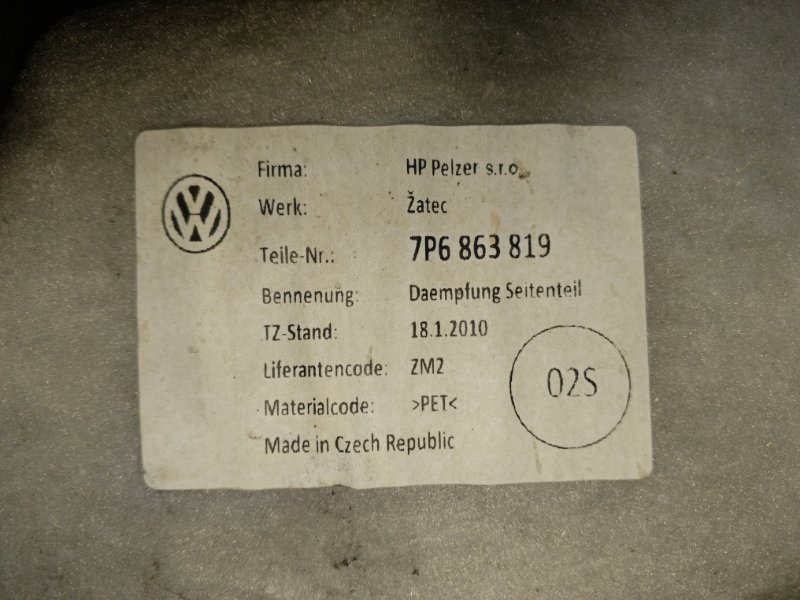 Firma: HP Pelzer s.r.o.
Werk: Žatec
Teile-Nr.: 7P6 863 819
Bennenung: Daempfung Seitenteil
TZ-Stand: 18.1.2010
Liferantencode: ZM2
Materialcode: >PET<
02S
Made in Czech Republic